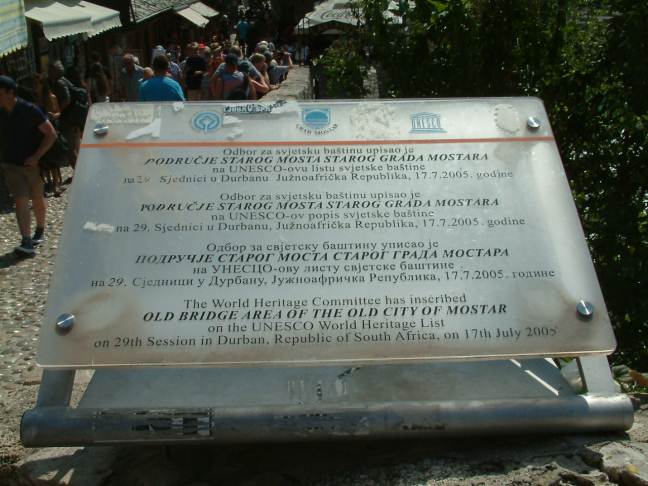 GRAD MOSTAR
Odbor za svjetsku baštinu upisao je
PODRUČJE STAROG MOSTA STAROG GRADA MOSTARA
na UNESCO-ovu listu svjetske baštine
na 29. Sjednici u Durbanu Južnoafrička Republika, 17.7.2005. godine
Odbor za svjetsku baštinu upisao je
PODRUČJE STAROG MOSTA STAROG GRADA MOSTARA
na UNESCO-ov popis svjetske baštine
na 29. Sjednici u Durbanu, Južnoafrička Republika, 17.7.2005. godine
Одбор за свјетску баштину уписао је
ПОДРУЧЈЕ СТАРОГ МОСТА СТАРОГ ГРАДА МОСТАРА
на УНЕСЦО-ову листу свјетске баштине
на 29. Сједници у Дурбану, Јужноафричка Република, 17.7.2005. године
The World Heritage Committee has inscribed
OLD BRIDGE AREA OF THE OLD CITY OF MOSTAR
on the UNESCO World Heritage List
on 29th Session in Durban, Republic of South Africa, on 17th July 2005